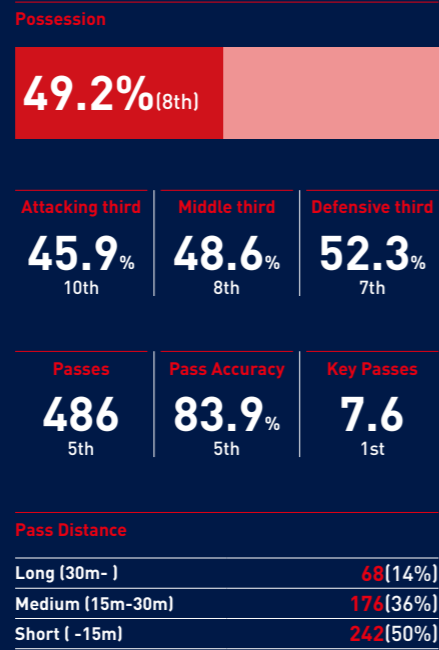 Possession
49.2%(8th)
Attacking third Middle third Defensive third
45.9% 48.6% 52.3%
10th 8th 7th
Passes Pass Accuracy Key Passes
486 83.9% 7.6
5th 5th 1st
Pass Distance
Long (30m- ) 68(14%)
Medium (15m-30m) 176(36%)
Short ( -15m) 242(50%)